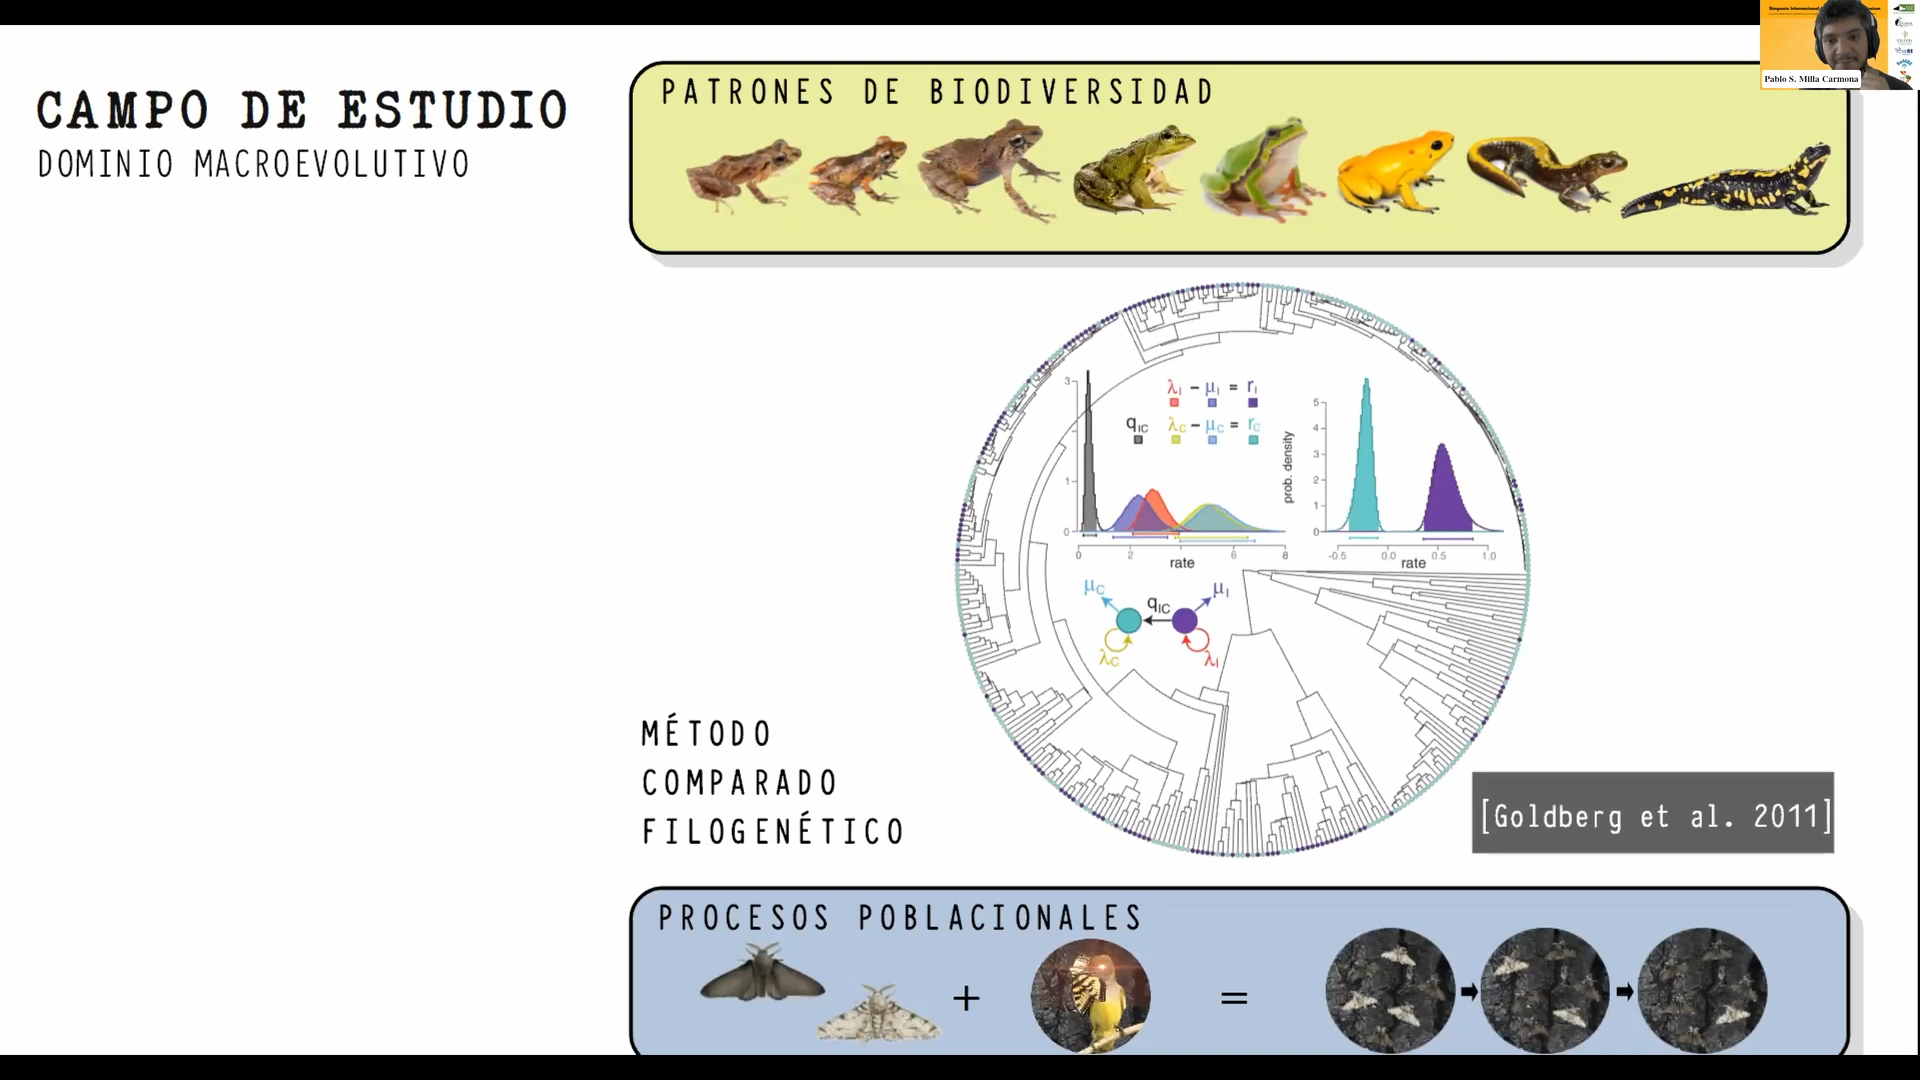 CAMPO DE ESTUDIO
DOMINIO MACROEVOLUTIVO
PATRONES DE BIODIVERSIDAD
Simposio Internacional
Pablo S. Milla Carmona
λI - μI = rI
qIC λC - μC = rC
3
1
0
0 2 6 8
rate
prob. density
5
4
3
2
1
0
-0.5 0.0 0.5 1.0
rate
μC qIC μI
λC λI
MÉTODO
COMPARADO
FILOGENÉTICO
[Goldberg et al. 2011]
PROCESOS POBLACIONALES
+ =